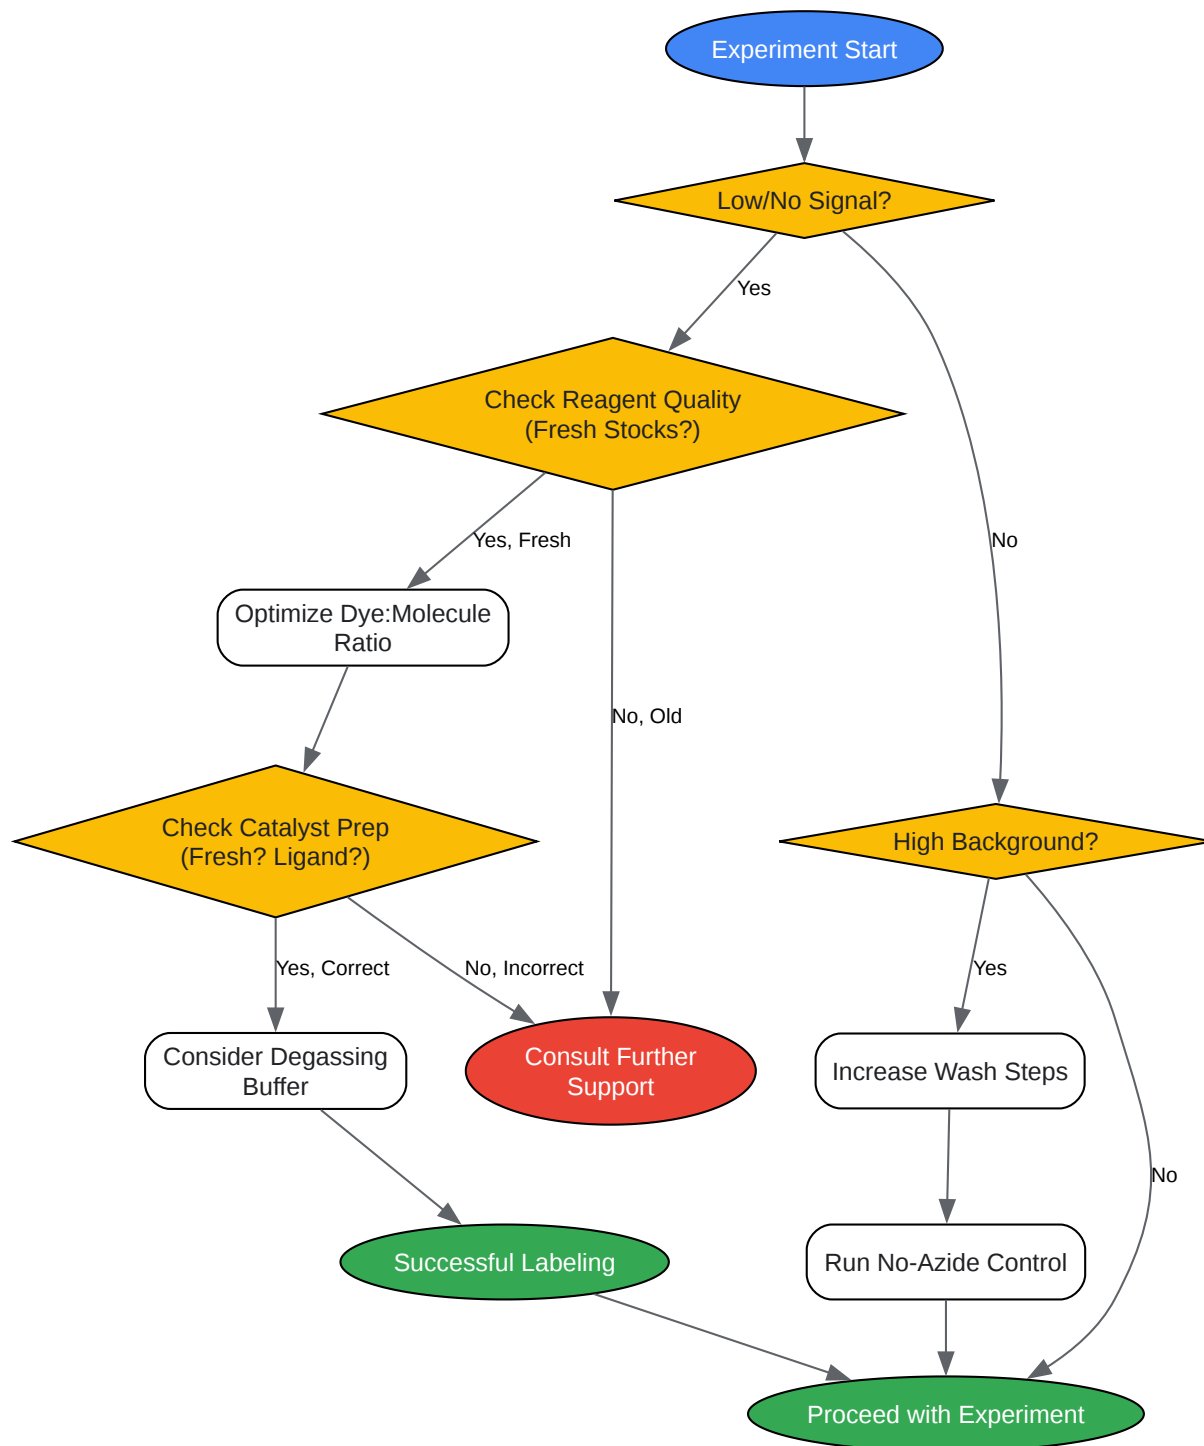 Experiment Start
Low/No Signal?
Yes
Check Reagent Quality
(Fresh Stocks?)
Yes, Fresh
No
Optimize Dye:Molecule
Ratio
No, Old
Check Catalyst Prep
(Fresh? Ligand?)
High Background?
Yes, Correct
No, Incorrect
Yes
Consider Degassing
Buffer
Consult Further
Support
Increase Wash Steps
No
Successful Labeling
Run No-Azide Control
Proceed with Experiment